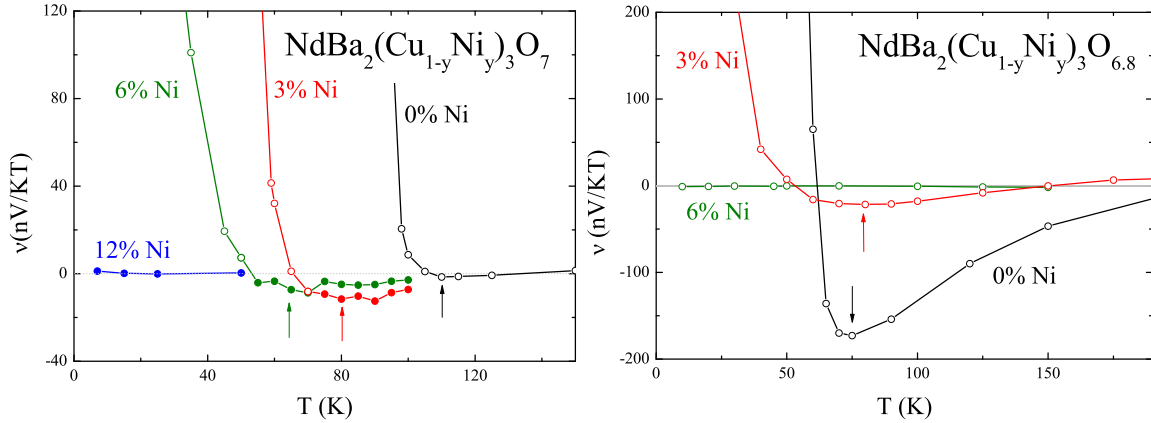 NdBa2(Cu1-yNiy)3O7
120
80
40
0
-40
0
40
80
120
6% Ni
3% Ni
0% Ni
12% Ni
ν(nV/KT)
T (K)
NdBa2(Cu1-yNiy)3O6.8
200
100
0
-100
-200
0
50
100
150
3% Ni
6% Ni
0% Ni
ν (nV/KT)
T (K)